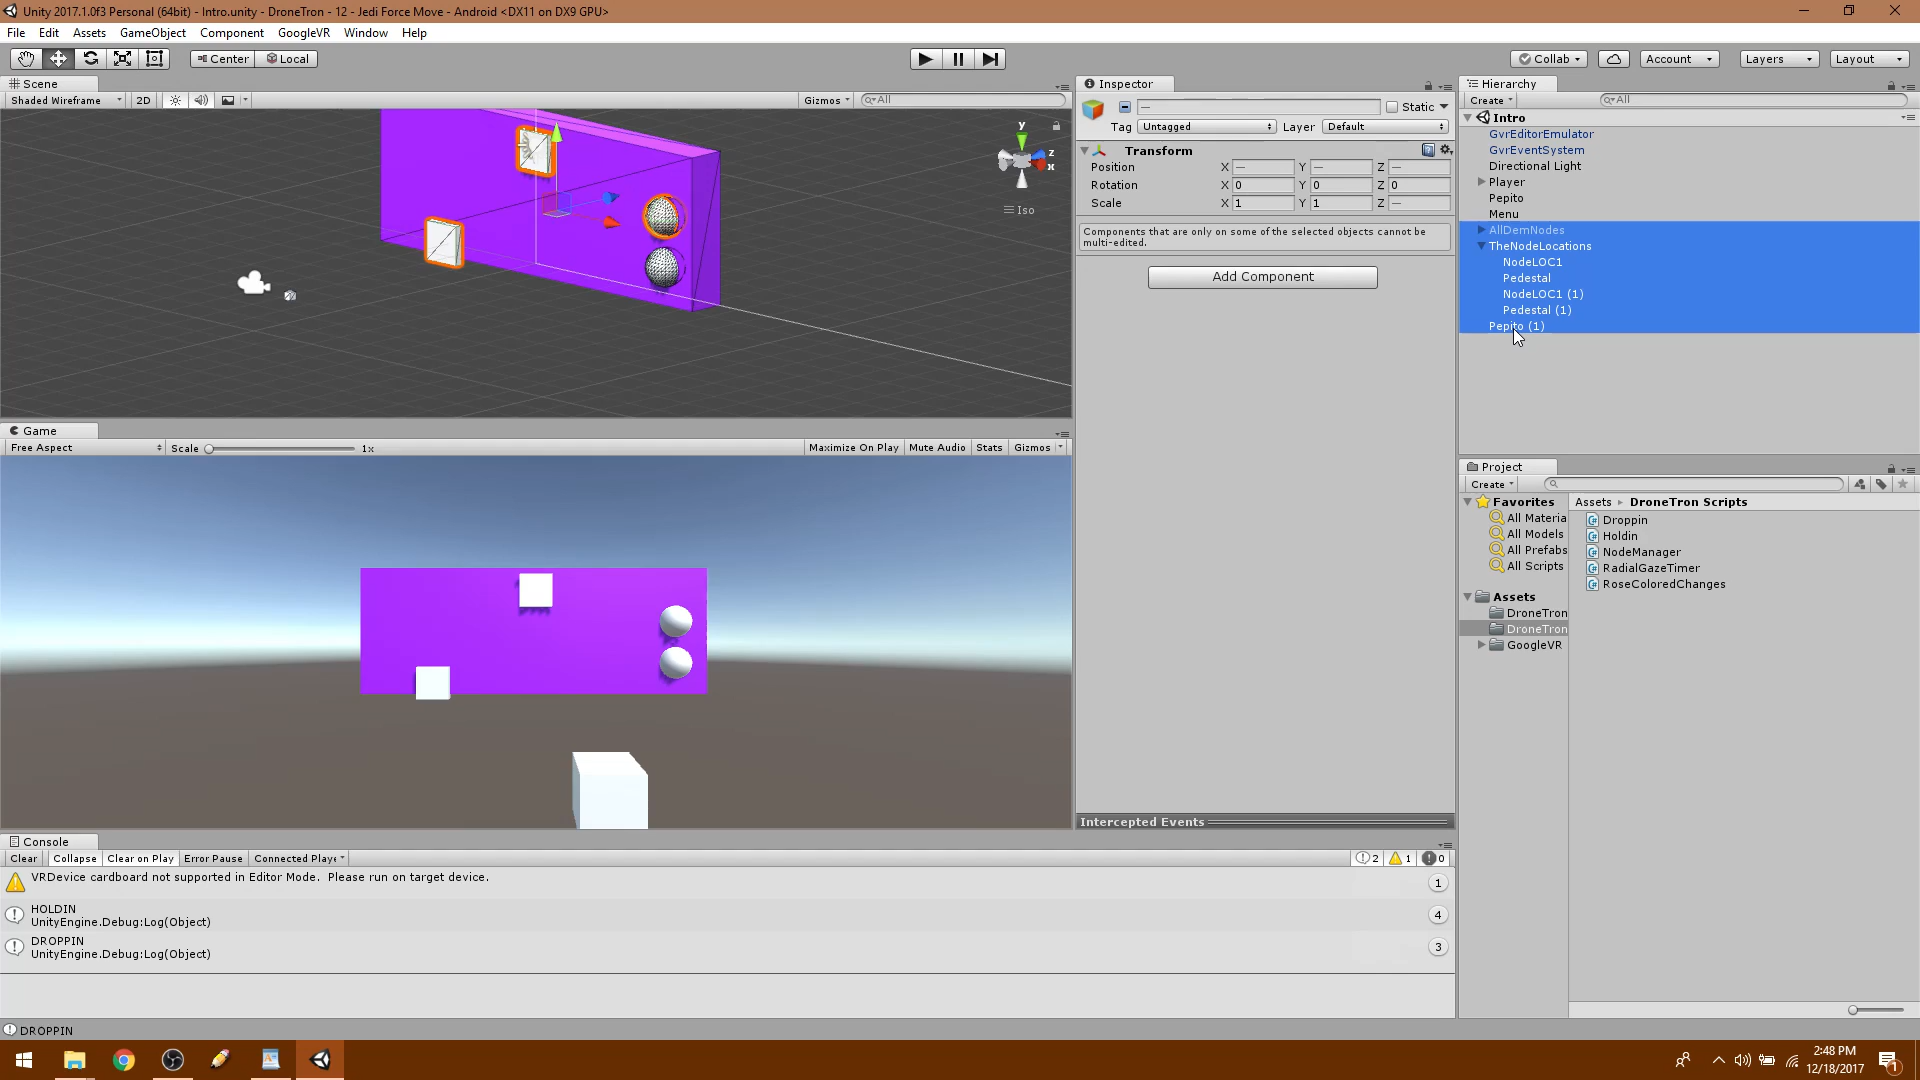 Unity 2017.1.0f3 Personal (64bit) - Intro.unity - DroneTron - 12 - Jedi Force Move - Android <DX11 on DX9 GPU>
File Edit Assets GameObject Component GoogleVR Window Help
Center Local
Collab Account Layers Layout
Scene
Shaded Wireframe 2D Gizmos All
y
z
x
Iso
Game
Free Aspect Scale 1x Maximize On Play Mute Audio Stats Gizmos
Console
Clear Collapse Clear on Play Error Pause Connected Playe 2 1 0
VRDevice cardboard not supported in Editor Mode. Please run on target device. 1
HOLDIN
UnityEngine.Debug:Log(Object) 4
DROPPIN
UnityEngine.Debug:Log(Object) 3
DROPPIN
Inspector
— Static
Tag Untagged Layer Default
Transform
Position X — Y — Z —
Rotation X 0 Y 0 Z 0
Scale X 1 Y 1 Z —
Components that are only on some of the selected objects cannot be
multi-edited.
Add Component
Intercepted Events
Hierarchy
Create All
Intro
GvrEditorEmulator
GvrEventSystem
Directional Light
Player
Pepito
Menu
AllDemNodes
TheNodeLocations
NodeLOC1
Pedestal
NodeLOC1 (1)
Pedestal (1)
Pepito (1)
Project
Create
Favorites
All Materia
All Models
All Prefabs
All Scripts
Assets
DroneTron
DroneTron
GoogleVR
Assets DroneTron Scripts
Droppin
Holdin
NodeManager
RadialGazeTimer
RoseColoredChanges
2:48 PM
12/18/2017
1